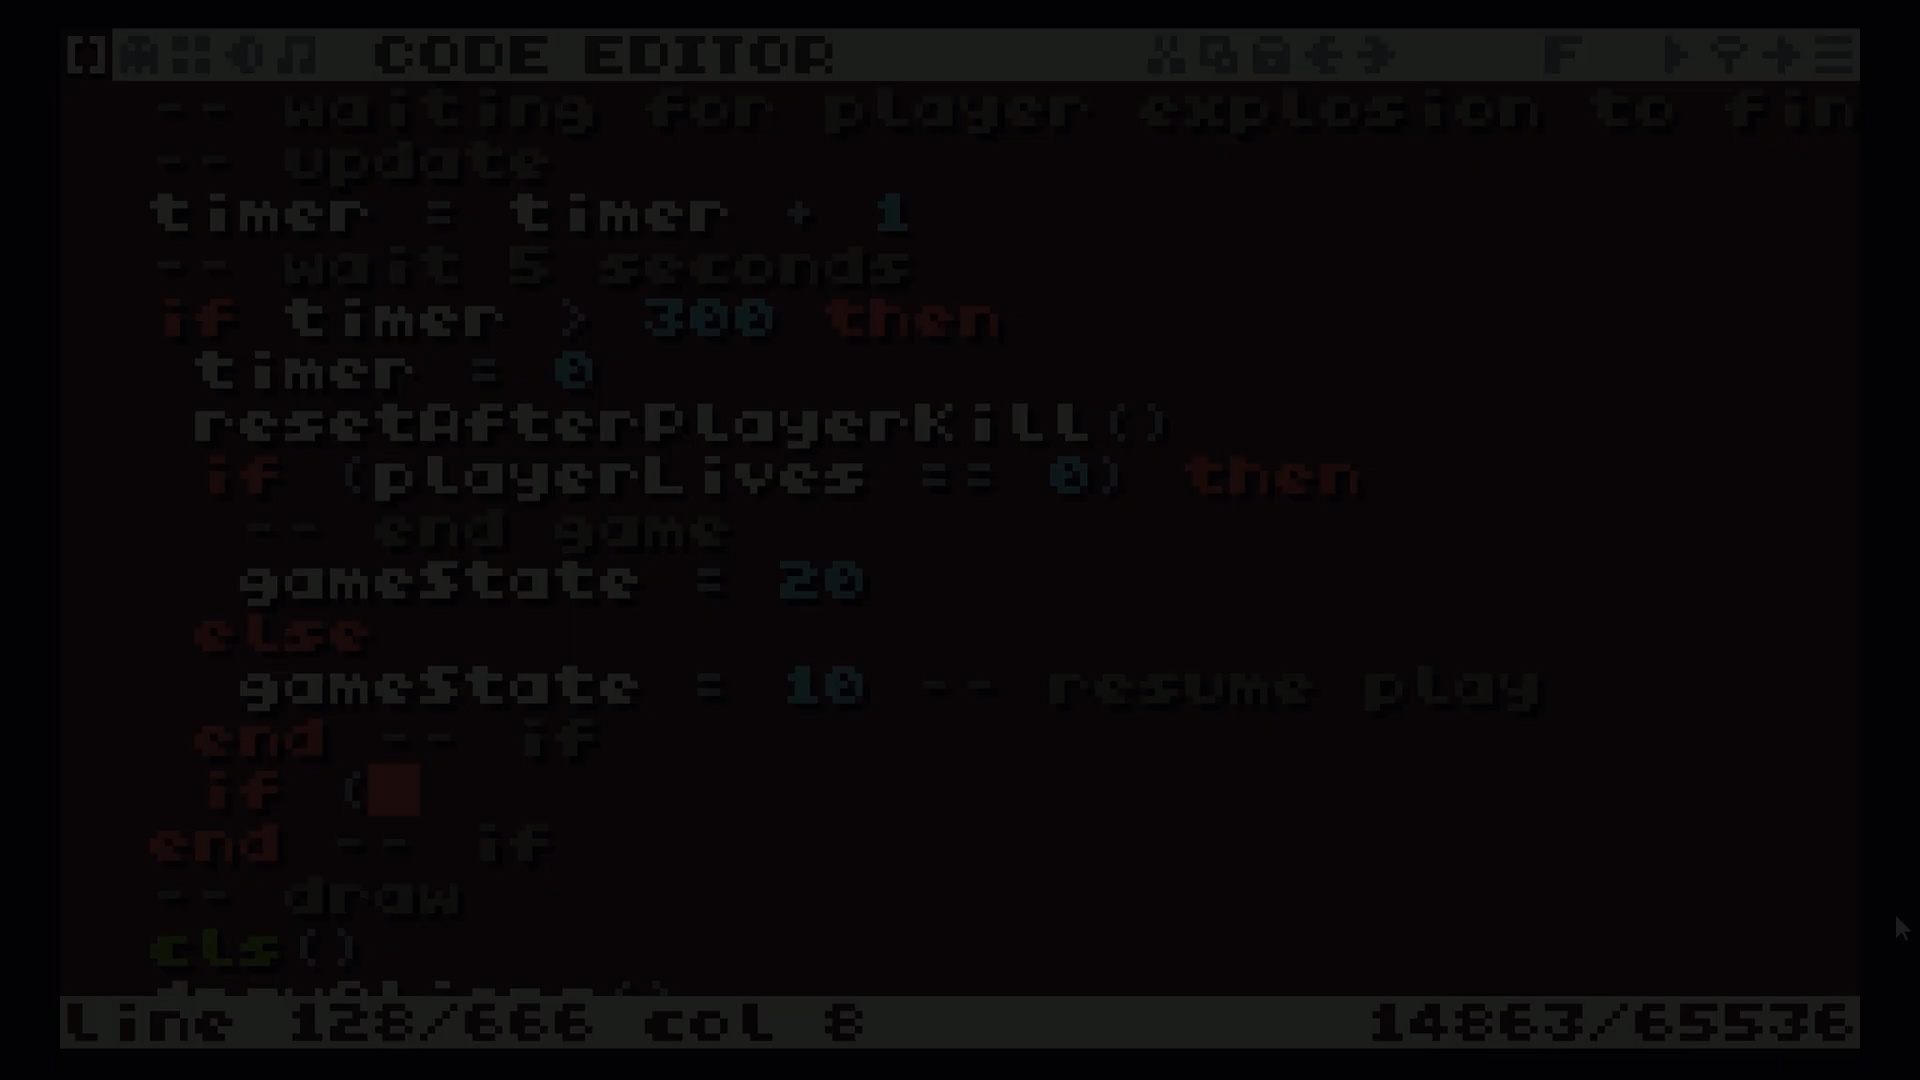 CODE EDITOR F
-- waiting for player explosion to fin
-- update
timer = timer + 1
-- wait 5 seconds
if timer > 300 then
timer = 0
resetAfterPlayerKill()
if (playerLives == 0) then
-- end game
gameState = 20
else
gameState = 10 -- resume play
end -- if
if (
end -- if
-- draw
cls()
line 128/666 col 8 14863/65536